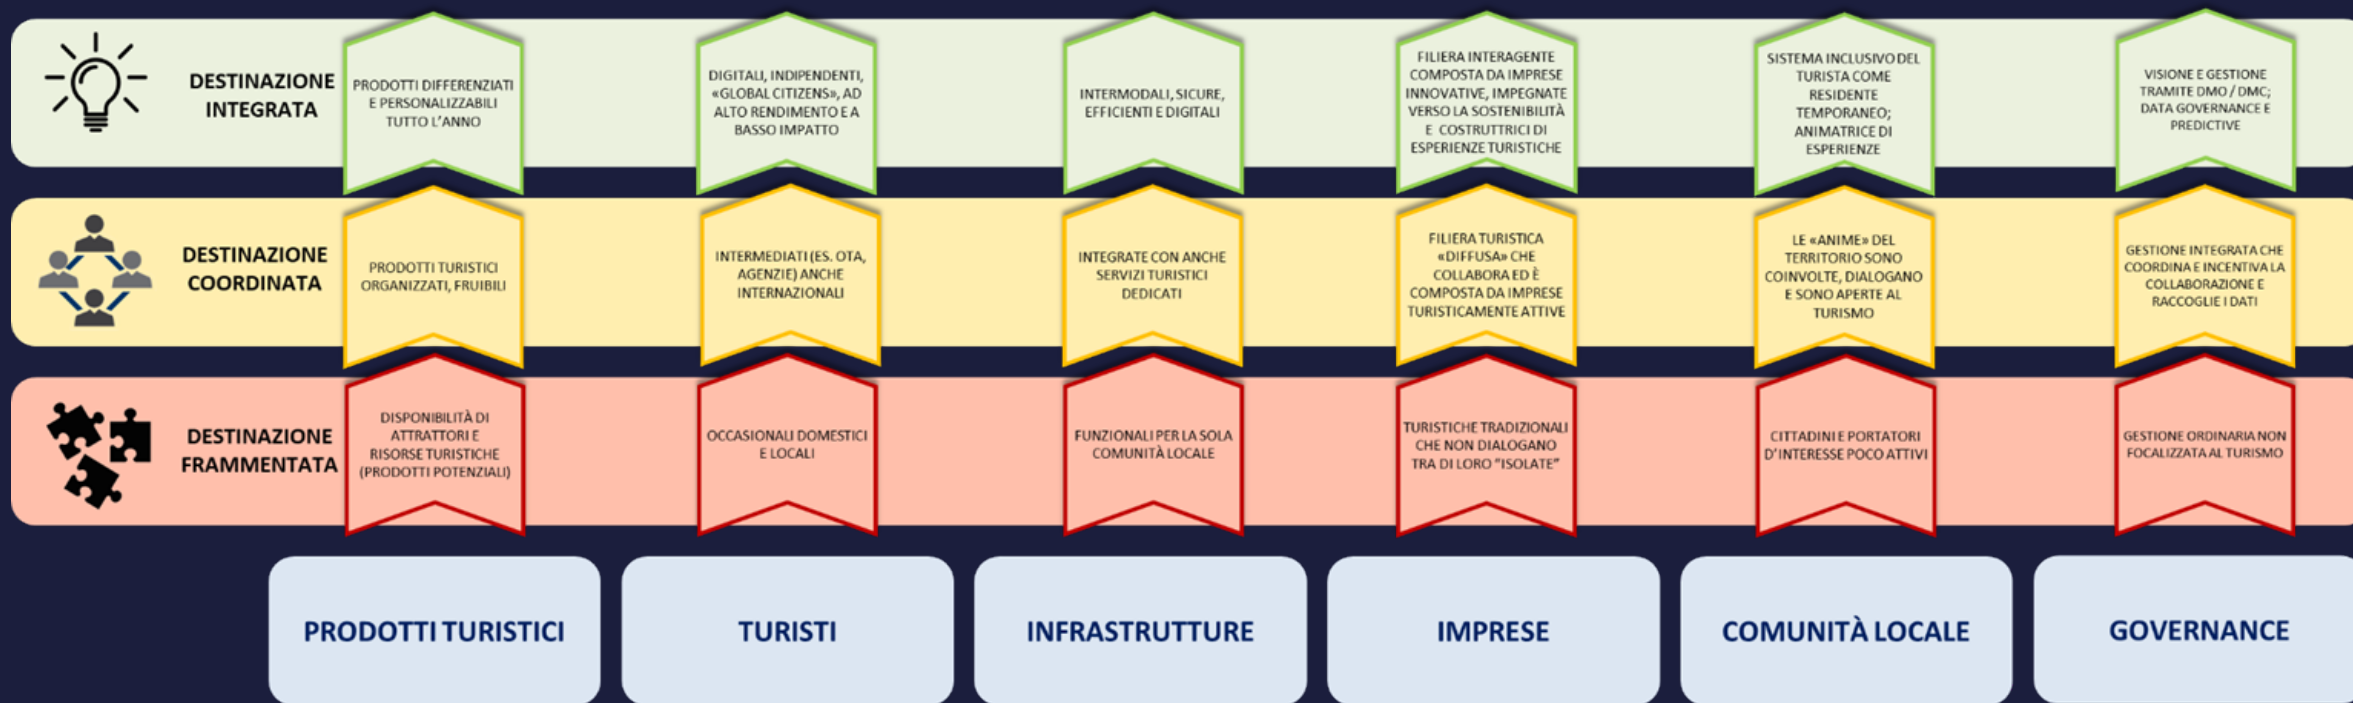 DESTINAZIONE
INTEGRATA
PRODOTTI DIFFERENZIATI
E PERSONALIZZABILI
TUTTO L'ANNO
DIGITALI, INDIPENDENTI,
«GLOBAL CITIZENS», AD
ALTO RENDIMENTO E A
BASSO IMPATTO
INTERMODALI, SICURE,
EFFICIENTI E DIGITALI
FILIERA INTERAGENTE
COMPOSTA DA IMPRESE
INNOVATIVE, IMPEGNATE
VERSO LA SOSTENIBILITÀ
E COSTRUTTRICI DI
ESPERIENZE TURISTICHE
SISTEMA INCLUSIVO DEL
TURISTA COME
RESIDENTE
TEMPORANEO;
ANIMATRICE DI
ESPERIENZE
VISIONE E GESTIONE
TRAMITE DMO / DMC;
DATA GOVERNANCE E
PREDICTIVE
DESTINAZIONE
COORDINATA
PRODOTTI TURISTICI
ORGANIZZATI, FRUIBILI
INTERMEDIATI (ES. OTA,
AGENZIE) ANCHE
INTERNAZIONALI
INTEGRATE CON ANCHE
SERVIZI TURISTICI
DEDICATI
FILIERA TURISTICA
«DIFFUSA» CHE
COLLABORA ED È
COMPOSTA DA IMPRESE
TURISTICAMENTE ATTIVE
LE «ANIME» DEL
TERRITORIO SONO
COINVOLTE, DIALOGANO
E SONO APERTE AL
TURISMO
GESTIONE INTEGRATA CHE
COORDINA E INCENTIVA LA
COLLABORAZIONE E
RACCOGLIE I DATI
DESTINAZIONE
FRAMMENTATA
DISPONIBILITÀ DI
ATTRATTORI E
RISORSE TURISTICHE
(PRODOTTI POTENZIALI)
OCCASIONALI DOMESTICI
E LOCALI
FUNZIONALI PER LA SOLA
COMUNITÀ LOCALE
TURISTICHE TRADIZIONALI
CHE NON DIALOGANO
TRA DI LORO "ISOLATE"
CITTADINI E PORTATORI
D'INTERESSE POCO ATTIVI
GESTIONE ORDINARIA NON
FOCALIZZATA AL TURISMO
PRODOTTI TURISTICI
TURISTI
INFRASTRUTTURE
IMPRESE
COMUNITÀ LOCALE
GOVERNANCE